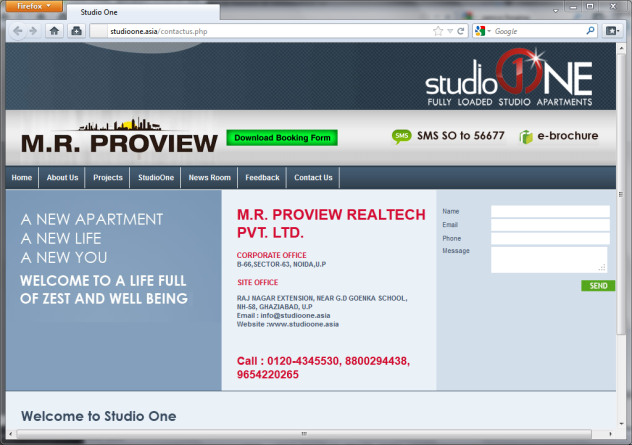 Firefox
Studio One
studioone.asia/contactus.php
Google
studio ONE
FULLY LOADED STUDIO APARTMENTS
M.R. PROVIEW
Download Booking Form
SMS
SMS SO to 56677
e-brochure
Home
About Us
Projects
StudioOne
News Room
Feedback
Contact Us
A NEW APARTMENT
A NEW LIFE
A NEW YOU
WELCOME TO A LIFE FULL
OF ZEST AND WELL BEING
M.R. PROVIEW REALTECH
PVT. LTD.
CORPORATE OFFICE
B-66,SECTOR-63, NOIDA,U.P
SITE OFFICE
RAJ NAGAR EXTENSION, NEAR G.D GOENKA SCHOOL,
NH-58, GHAZIABAD, U.P
Email : info@studioone.asia
Website :www.studioone.asia
Call : 0120-4345530, 8800294438,
9654220265
Name
Email
Phone
Message
SEND
Welcome to Studio One